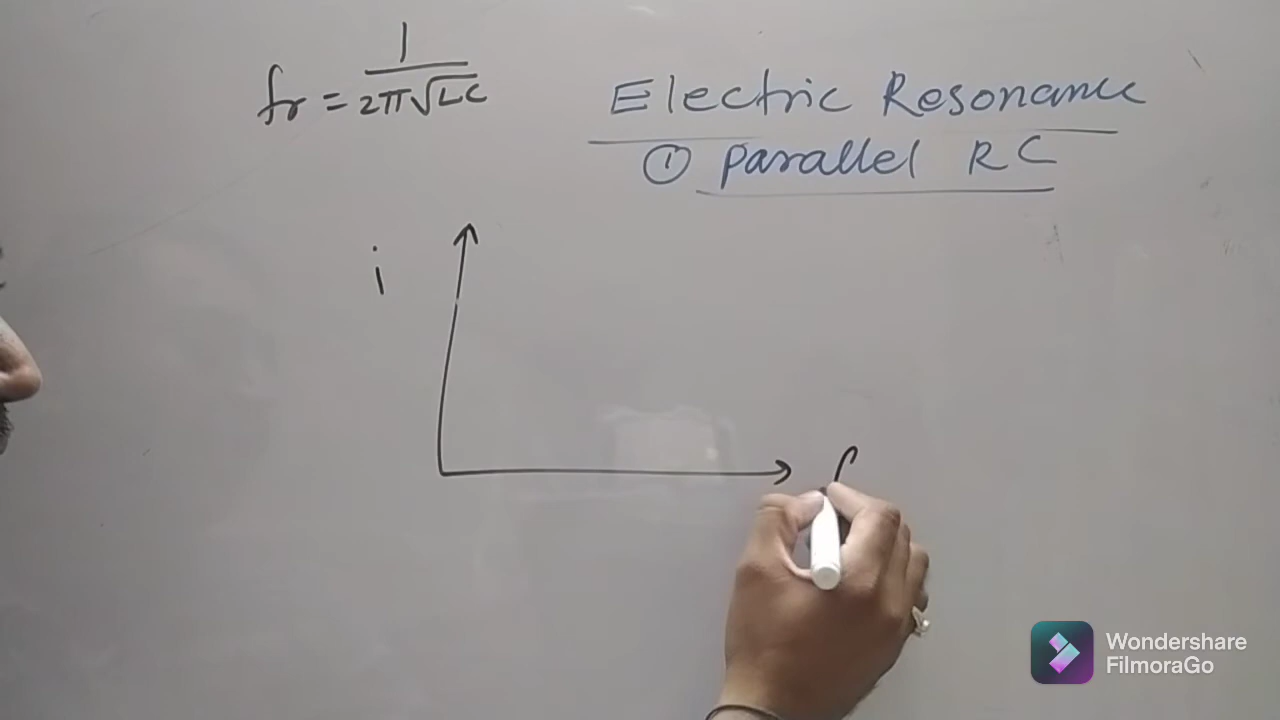 fr = 1/2π√LC
Electric Resonance
① parallel RC
i
f
Wondershare
FilmoraGo